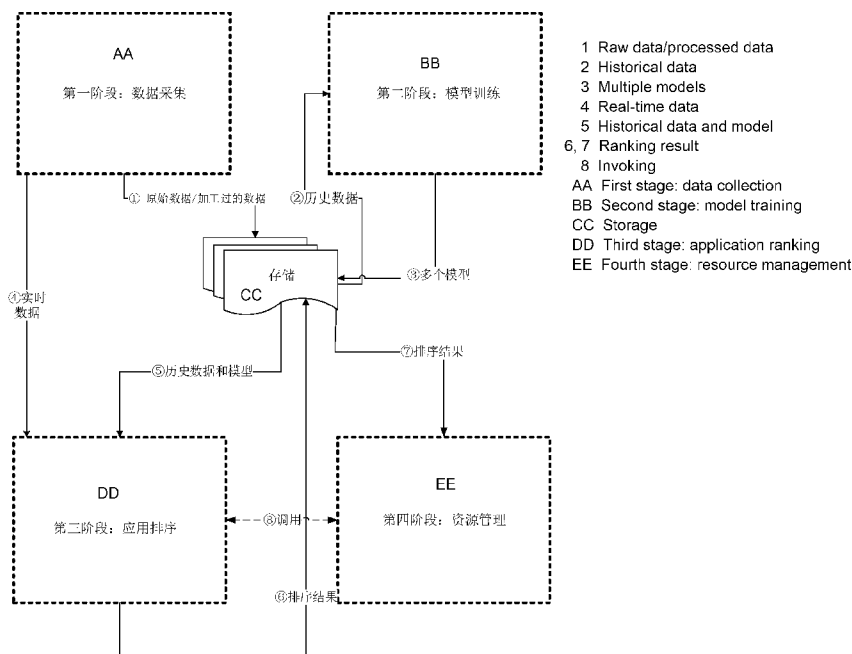 AA
第一阶段：数据采集
BB
第二阶段：模型训练
1 Raw data/processed data
2 Historical data
3 Multiple models
4 Real-time data
5 Historical data and model
6, 7 Ranking result
8 Invoking
AA First stage: data collection
BB Second stage: model training
CC Storage
DD Third stage: application ranking
EE Fourth stage: resource management
① 原始数据/加工过的数据
②历史数据
存储
CC
③多个模型
④实时
数据
⑦排序结果
⑤历史数据和模型
DD
第三阶段：应用排序
⑧调用
EE
第四阶段：资源管理
⑥排序结果